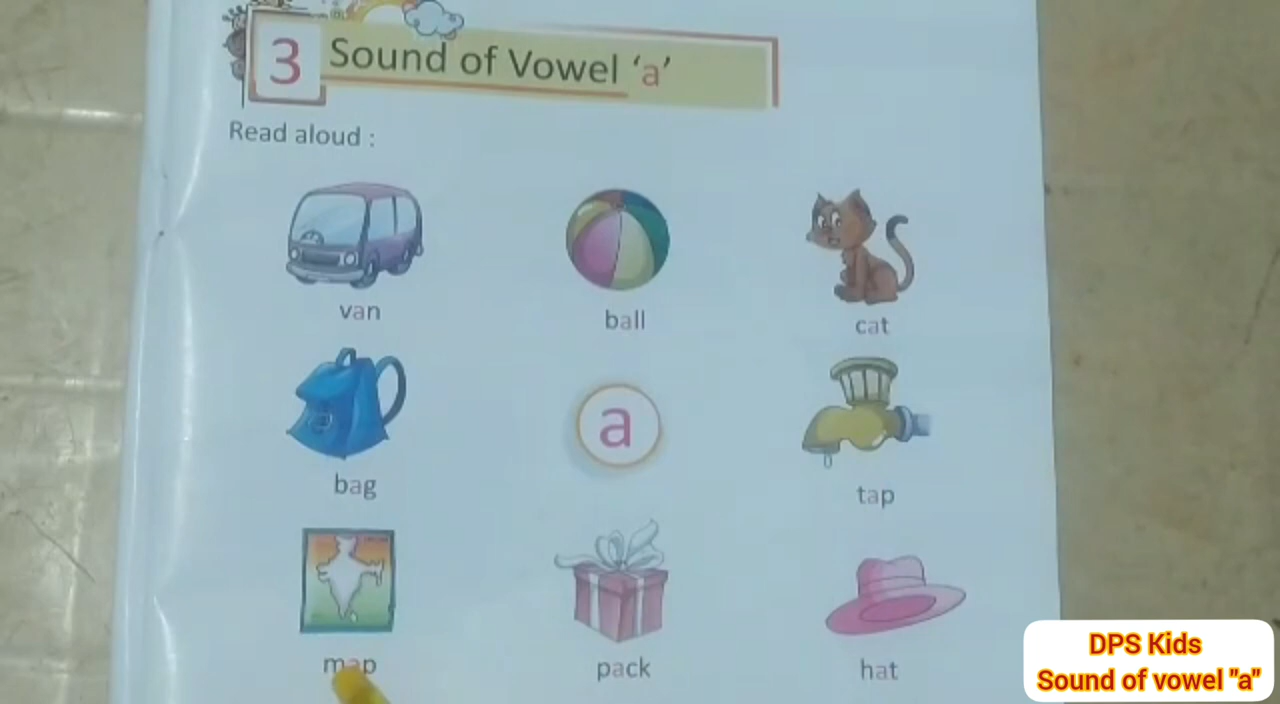 3 Sound of Vowel ‘a’
Read aloud :
van
ball
cat
bag
a
tap
map
pack
hat
DPS Kids
Sound of vowel "a"